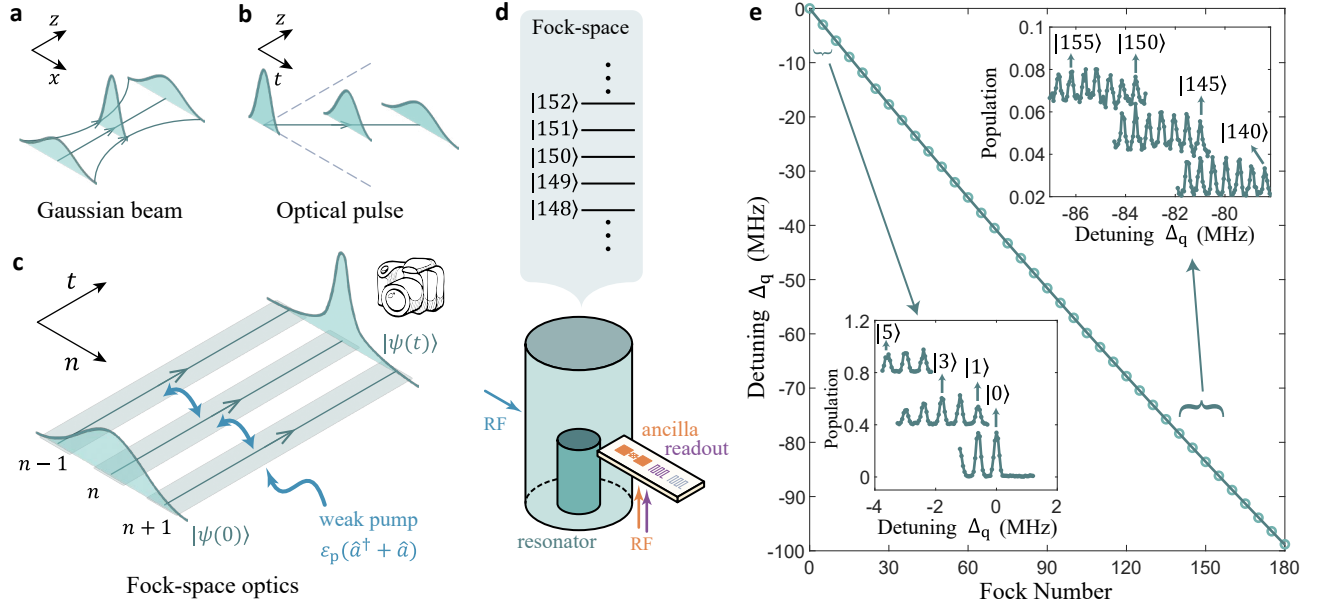 a
z
x
Gaussian beam
b
z
t
Optical pulse
c
t
n
|ψ(t)⟩
n − 1
n
n + 1
|ψ(0)⟩
weak pump
εₚ(â† + â)
Fock-space optics
d
Fock-space
|152⟩
|151⟩
|150⟩
|149⟩
|148⟩
RF
ancilla
readout
resonator
RF
e
Detuning Δq (MHz)
0
-10
-20
-30
-40
-50
-60
-70
-80
-90
-100
0 30 60 90 120 150 180
Fock Number
|155⟩ |150⟩
|145⟩
|140⟩
Population
0.1
0.08
0.06
0.04
0.02
-86 -84 -82 -80
Detuning Δq (MHz)
|5⟩
|3⟩ |1⟩
|0⟩
Population
1.2
0.8
0.4
0
-4 -2 0 2
Detuning Δq (MHz)